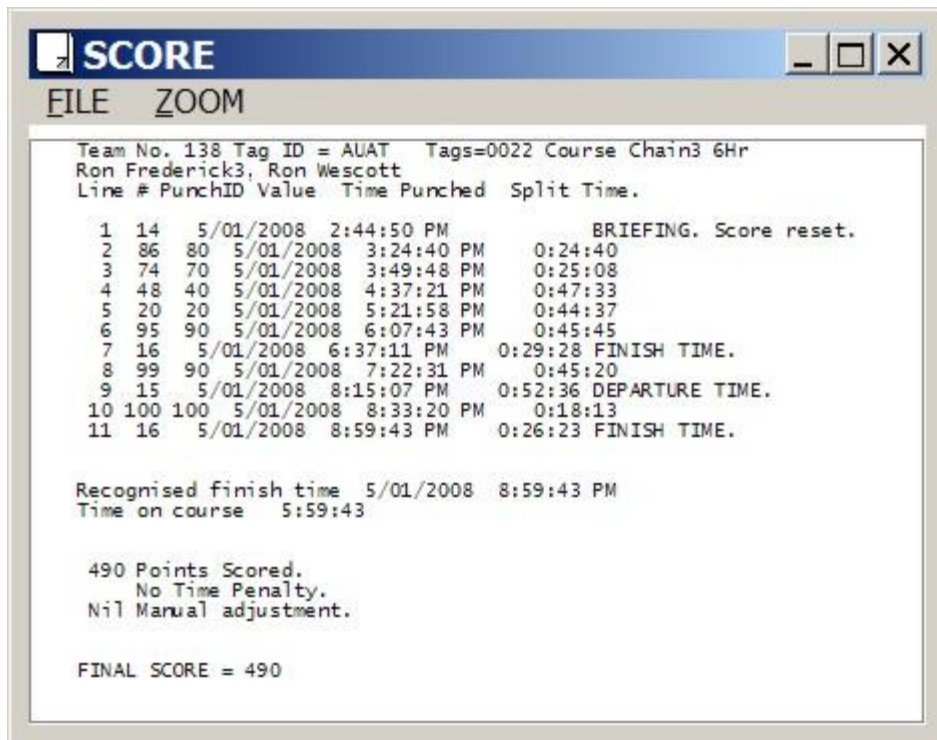 SCORE
FILE ZOOM
Team No. 138 Tag ID = AUAT Tags=0022 Course Chain3 6Hr
Ron Frederick3, Ron Wescott
Line # PunchID Value Time Punched Split Time.
1 14 5/01/2008 2:44:50 PM BRIEFING. Score reset.
2 86 80 5/01/2008 3:24:40 PM 0:24:40
3 74 70 5/01/2008 3:49:48 PM 0:25:08
4 48 40 5/01/2008 4:37:21 PM 0:47:33
5 20 20 5/01/2008 5:21:58 PM 0:44:37
6 95 90 5/01/2008 6:07:43 PM 0:45:45
7 16 5/01/2008 6:37:11 PM 0:29:28 FINISH TIME.
8 99 90 5/01/2008 7:22:31 PM 0:45:20
9 15 5/01/2008 8:15:07 PM 0:52:36 DEPARTURE TIME.
10 100 100 5/01/2008 8:33:20 PM 0:18:13
11 16 5/01/2008 8:59:43 PM 0:26:23 FINISH TIME.
Recognised finish time 5/01/2008 8:59:43 PM
Time on course 5:59:43
490 Points Scored.
No Time Penalty.
Nil Manual adjustment.
FINAL SCORE = 490